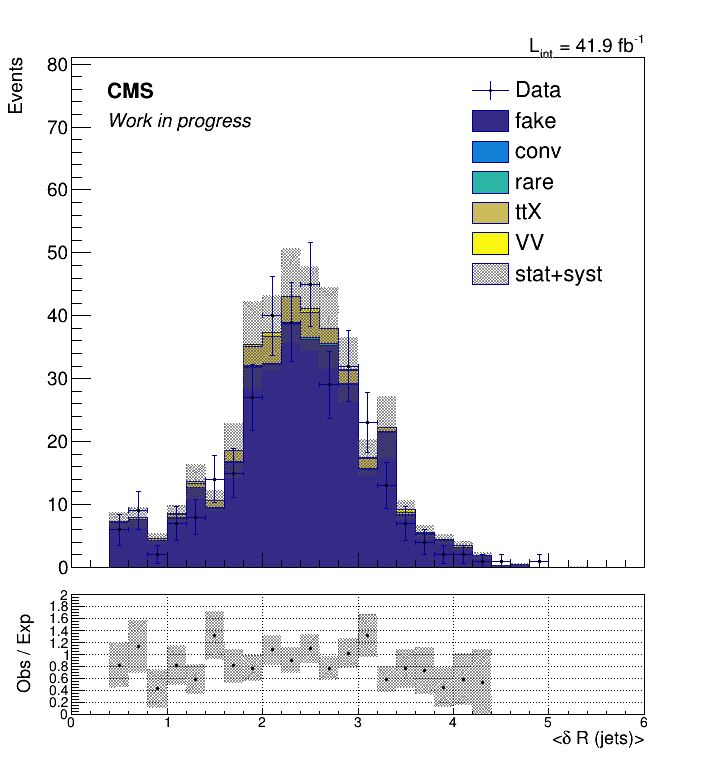 L_int = 41.9 fb^-1
Events
80
70
60
50
40
30
20
10
0
CMS
Work in progress
Data
fake
conv
rare
ttX
VV
stat+syst
Obs / Exp
2
1.8
1.6
1.4
1.2
1
0.8
0.6
0.4
0.2
0
0 1 2 3 4 5 6
<δ R (jets)>